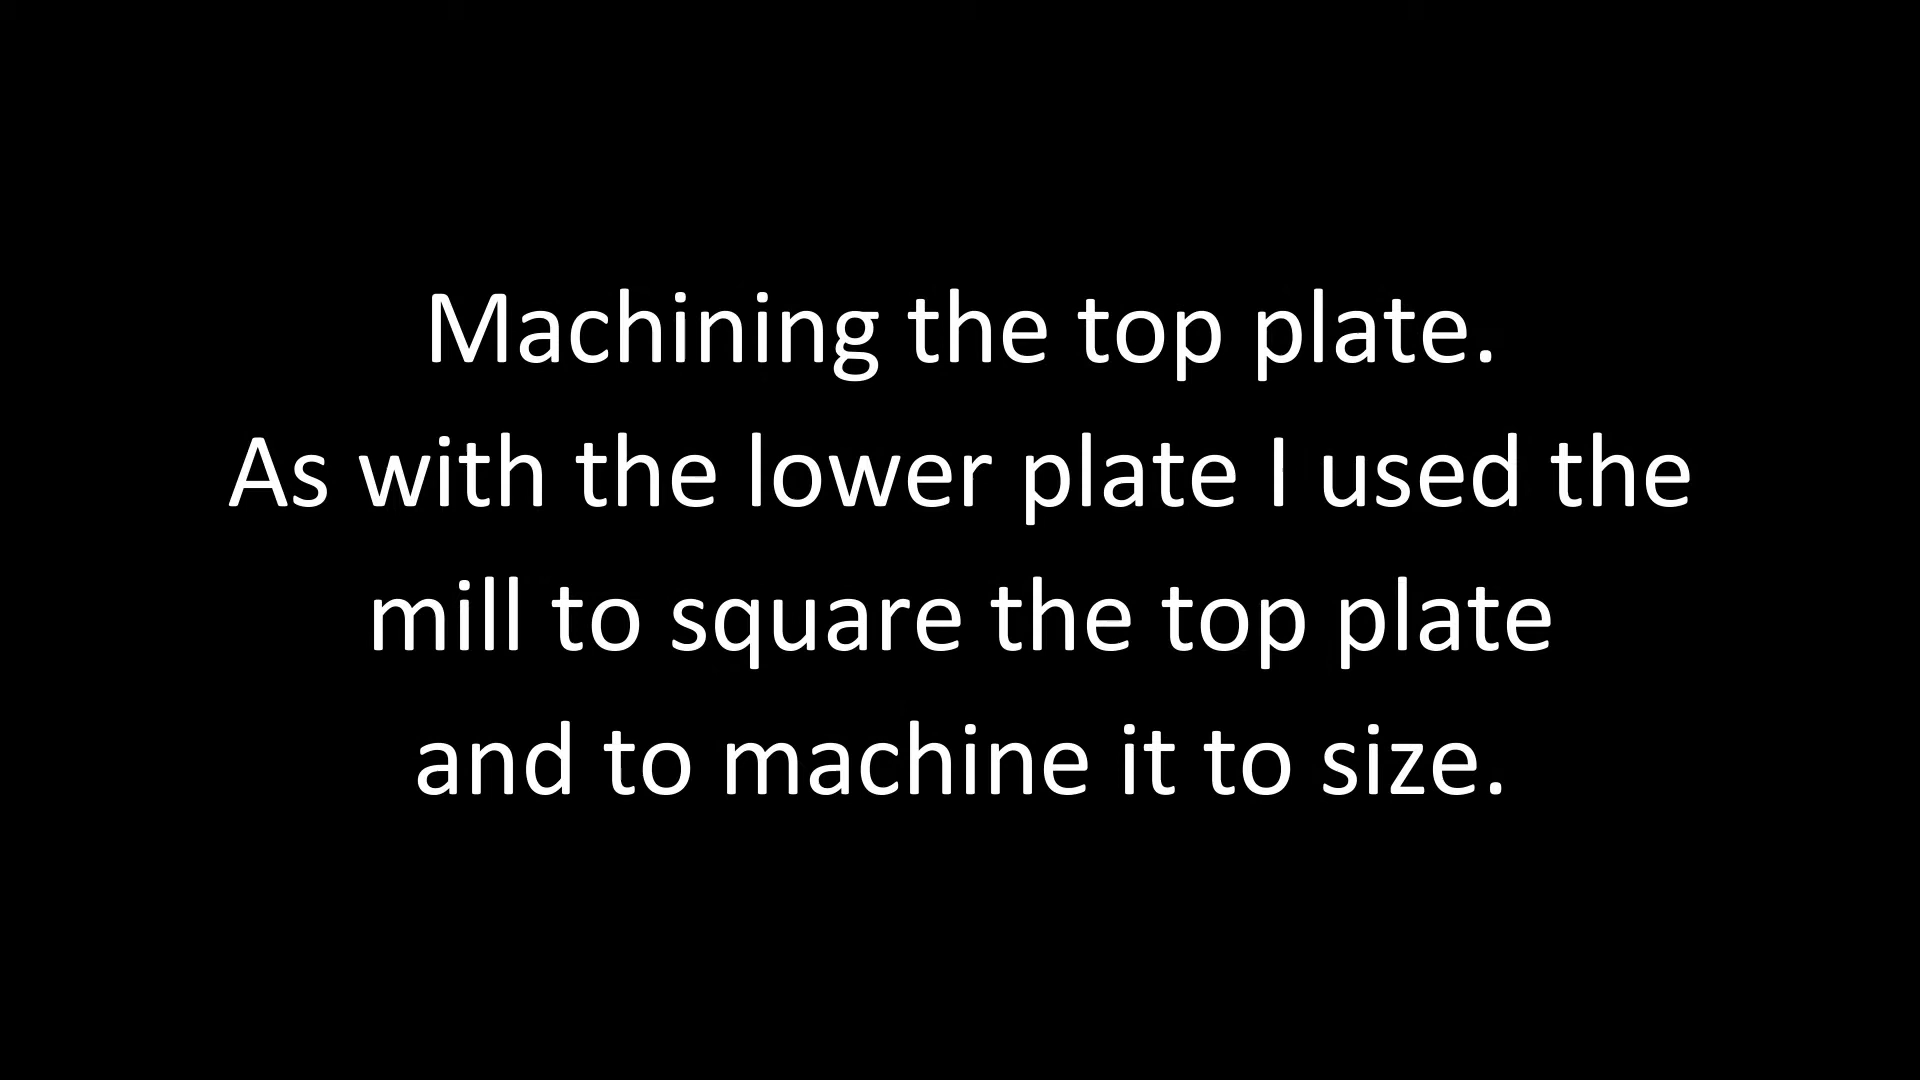 Machining the top plate.
As with the lower plate I used the
mill to square the top plate
and to machine it to size.